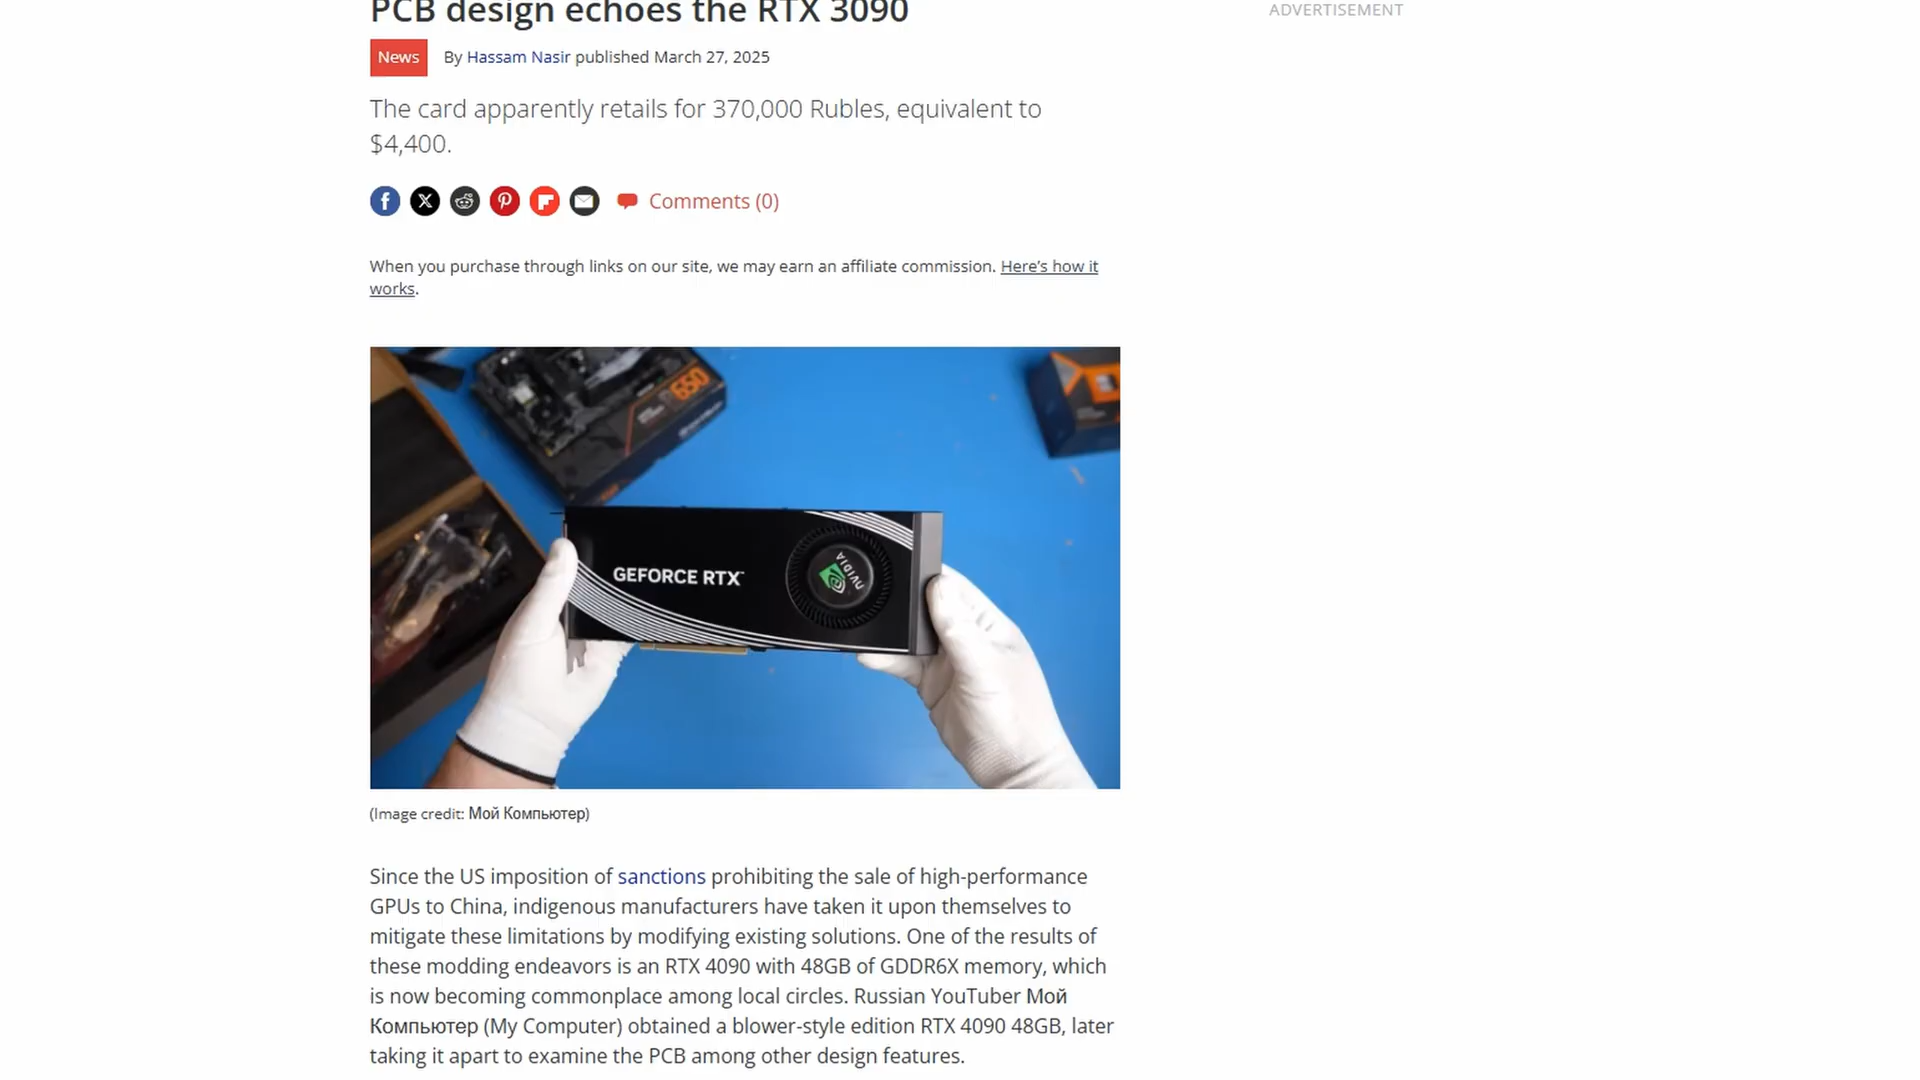 PCB design echoes the RTX 3090
ADVERTISEMENT
News
By Hassam Nasir published March 27, 2025
The card apparently retails for 370,000 Rubles, equivalent to
$4,400.
Comments (0)
When you purchase through links on our site, we may earn an affiliate commission. Here's how it
works.
650
GEFORCE RTX™
NVIDIA
(Image credit: Мой Компьютер)
Since the US imposition of sanctions prohibiting the sale of high-performance
GPUs to China, indigenous manufacturers have taken it upon themselves to
mitigate these limitations by modifying existing solutions. One of the results of
these modding endeavors is an RTX 4090 with 48GB of GDDR6X memory, which
is now becoming commonplace among local circles. Russian YouTuber Мой
Компьютер (My Computer) obtained a blower-style edition RTX 4090 48GB, later
taking it apart to examine the PCB among other design features.